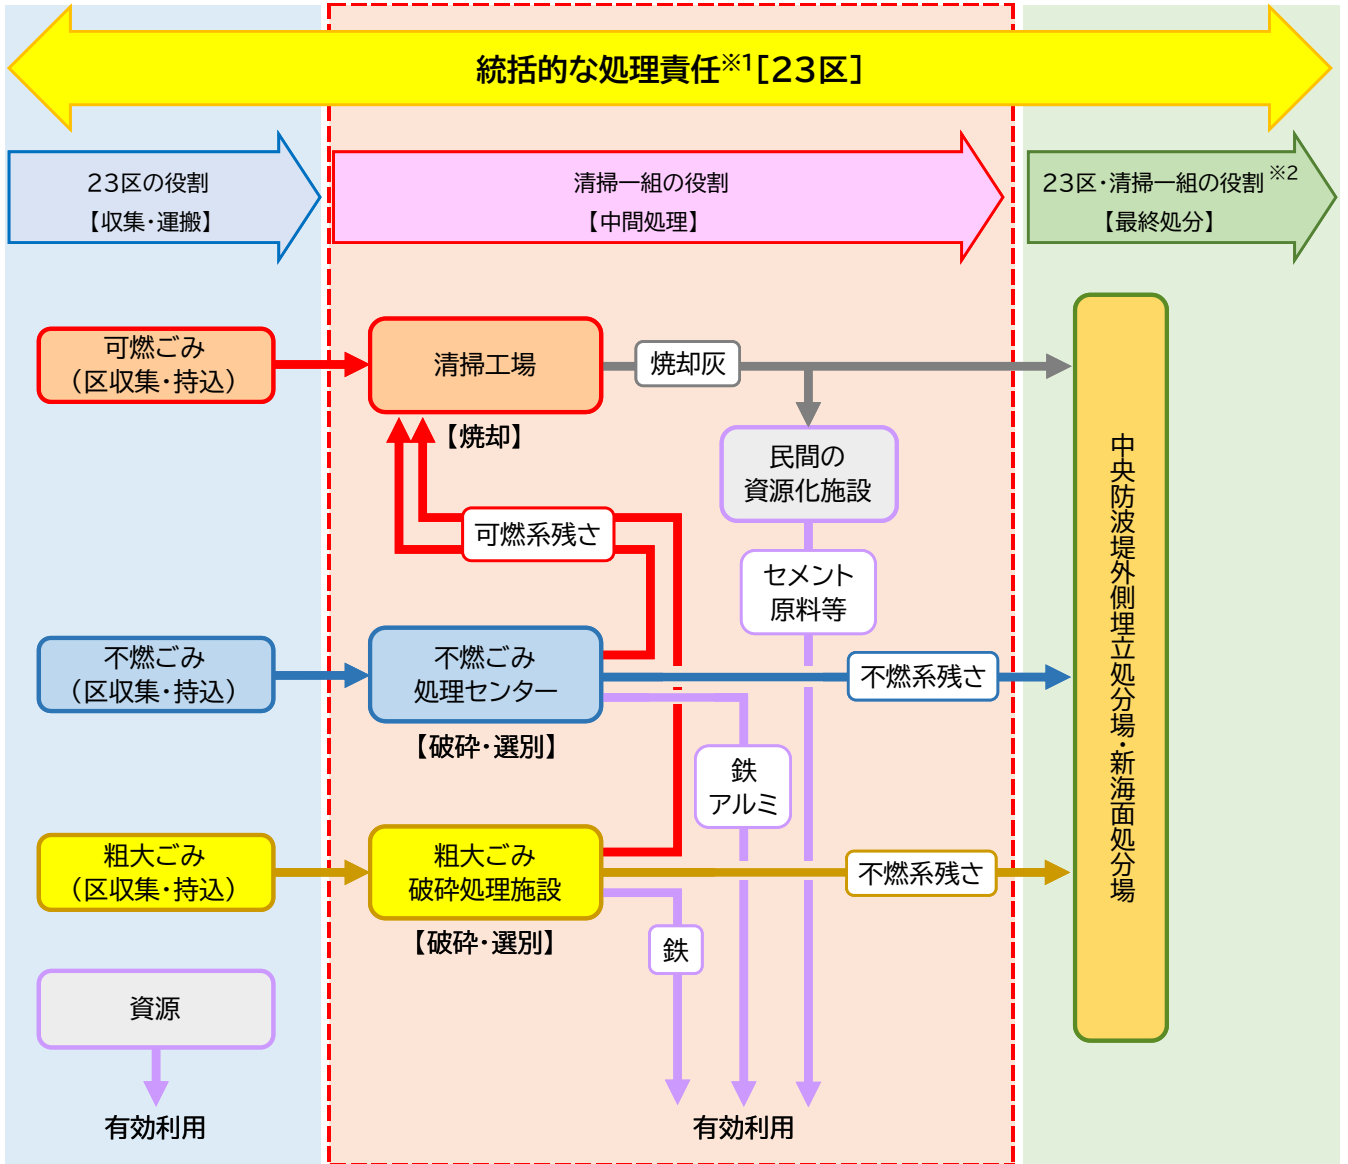 統括的な処理責任※1[23区]
23区の役割
【収集・運搬】
清掃一組の役割
【中間処理】
23区・清掃一組の役割※2
【最終処分】
可燃ごみ
（区収集・持込）
清掃工場
【焼却】
焼却灰
民間の
資源化施設
可燃系残さ
セメント
原料等
不燃ごみ
（区収集・持込）
不燃ごみ
処理センター
【破砕・選別】
不燃系残さ
鉄
アルミ
粗大ごみ
（区収集・持込）
粗大ごみ
破砕処理施設
【破砕・選別】
不燃系残さ
鉄
中央防波堤外側埋立処分場・新海面処分場
資源
有効利用
有効利用